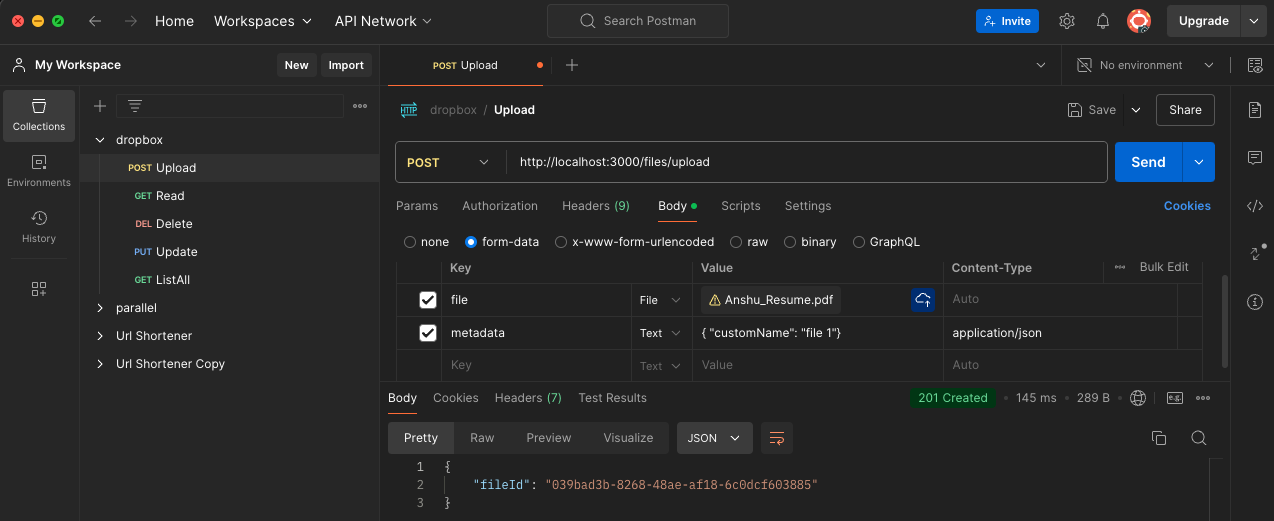 Home Workspaces API Network Search Postman Invite Upgrade
My Workspace New Import POST Upload No environment
Collections
Environments
History
dropbox
POST Upload
GET Read
DEL Delete
PUT Update
GET ListAll
parallel
Url Shortener
Url Shortener Copy
HTTP dropbox / Upload Save Share
POST http://localhost:3000/files/upload Send
Params Authorization Headers (9) Body Scripts Settings Cookies
none form-data x-www-form-urlencoded raw binary GraphQL
Key Value Content-Type Bulk Edit
file File Anshu_Resume.pdf Auto
metadata Text { "customName": "file 1"} application/json
Key Text Value Auto
Body Cookies Headers (7) Test Results 201 Created 145 ms 289 B e.g.
Pretty Raw Preview Visualize JSON
1 {
2 "fileId": "039bad3b-8268-48ae-af18-6c0dcf603885"
3 }